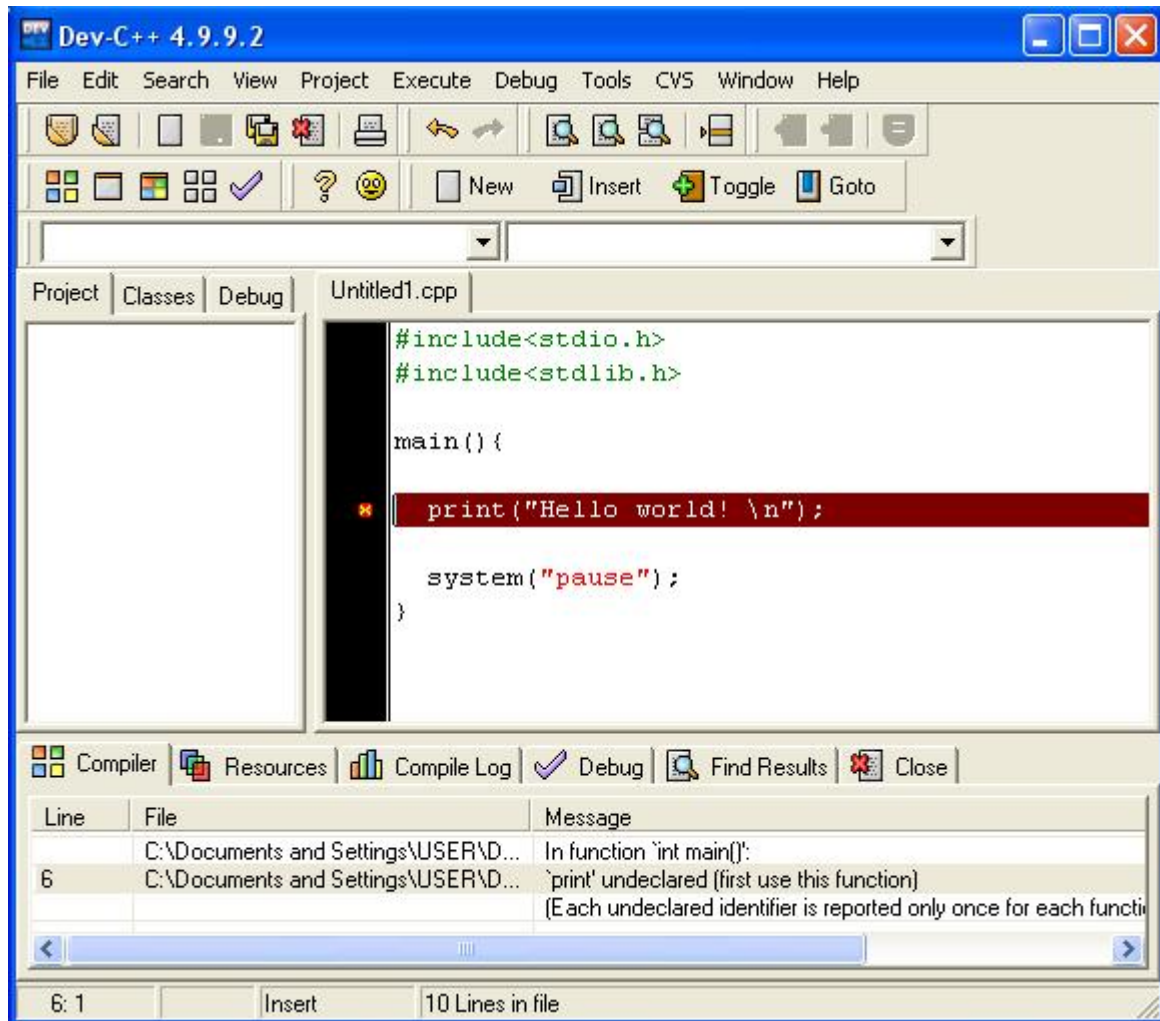 Dev-C++ 4.9.9.2
File Edit Search View Project Execute Debug Tools CVS Window Help
New Insert Toggle Goto
Project Classes Debug
Untitled1.cpp
#include<stdio.h>
#include<stdlib.h>
main(){
print("Hello world! \n");
system("pause");
}
Compiler Resources Compile Log Debug Find Results Close
Line File Message
C:\Documents and Settings\USER\D... In function `int main()':
6 C:\Documents and Settings\USER\D... `print' undeclared (first use this function)
(Each undeclared identifier is reported only once for each functi
6: 1 Insert 10 Lines in file